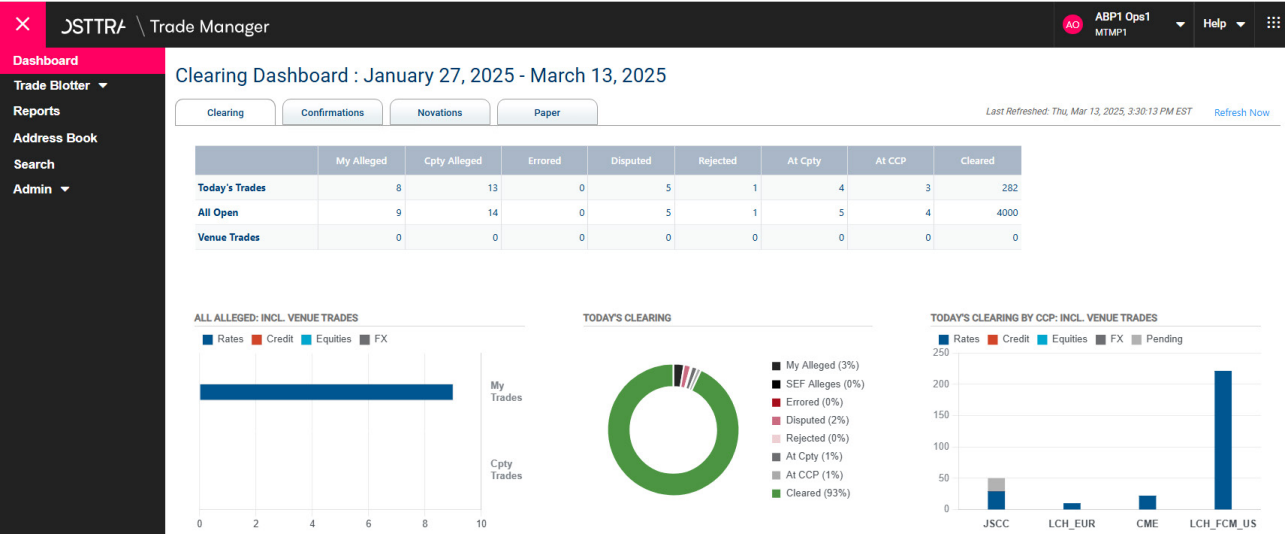 OSTTRA \ Trade Manager
AO
ABP1 Ops1
MTMP1
Help
Dashboard
Trade Blotter
Reports
Address Book
Search
Admin
Clearing Dashboard : January 27, 2025 - March 13, 2025
Clearing Confirmations Novations Paper
Last Refreshed: Thu, Mar 13, 2025, 3:30:13 PM EST Refresh Now
My Alleged Cpty Alleged Errored Disputed Rejected At Cpty At CCP Cleared
Today's Trades 8 13 0 5 1 4 3 282
All Open 9 14 0 5 1 5 4 4000
Venue Trades 0 0 0 0 0 0 0 0
ALL ALLEGED: INCL. VENUE TRADES
Rates Credit Equities FX
My
Trades
Cpty
Trades
0 2 4 6 8 10
TODAY'S CLEARING
My Alleged (3%)
SEF Alleges (0%)
Errored (0%)
Disputed (2%)
Rejected (0%)
At Cpty (1%)
At CCP (1%)
Cleared (93%)
TODAY'S CLEARING BY CCP: INCL. VENUE TRADES
Rates Credit Equities FX Pending
250
200
150
100
50
0
JSCC LCH_EUR CME LCH_FCM_US